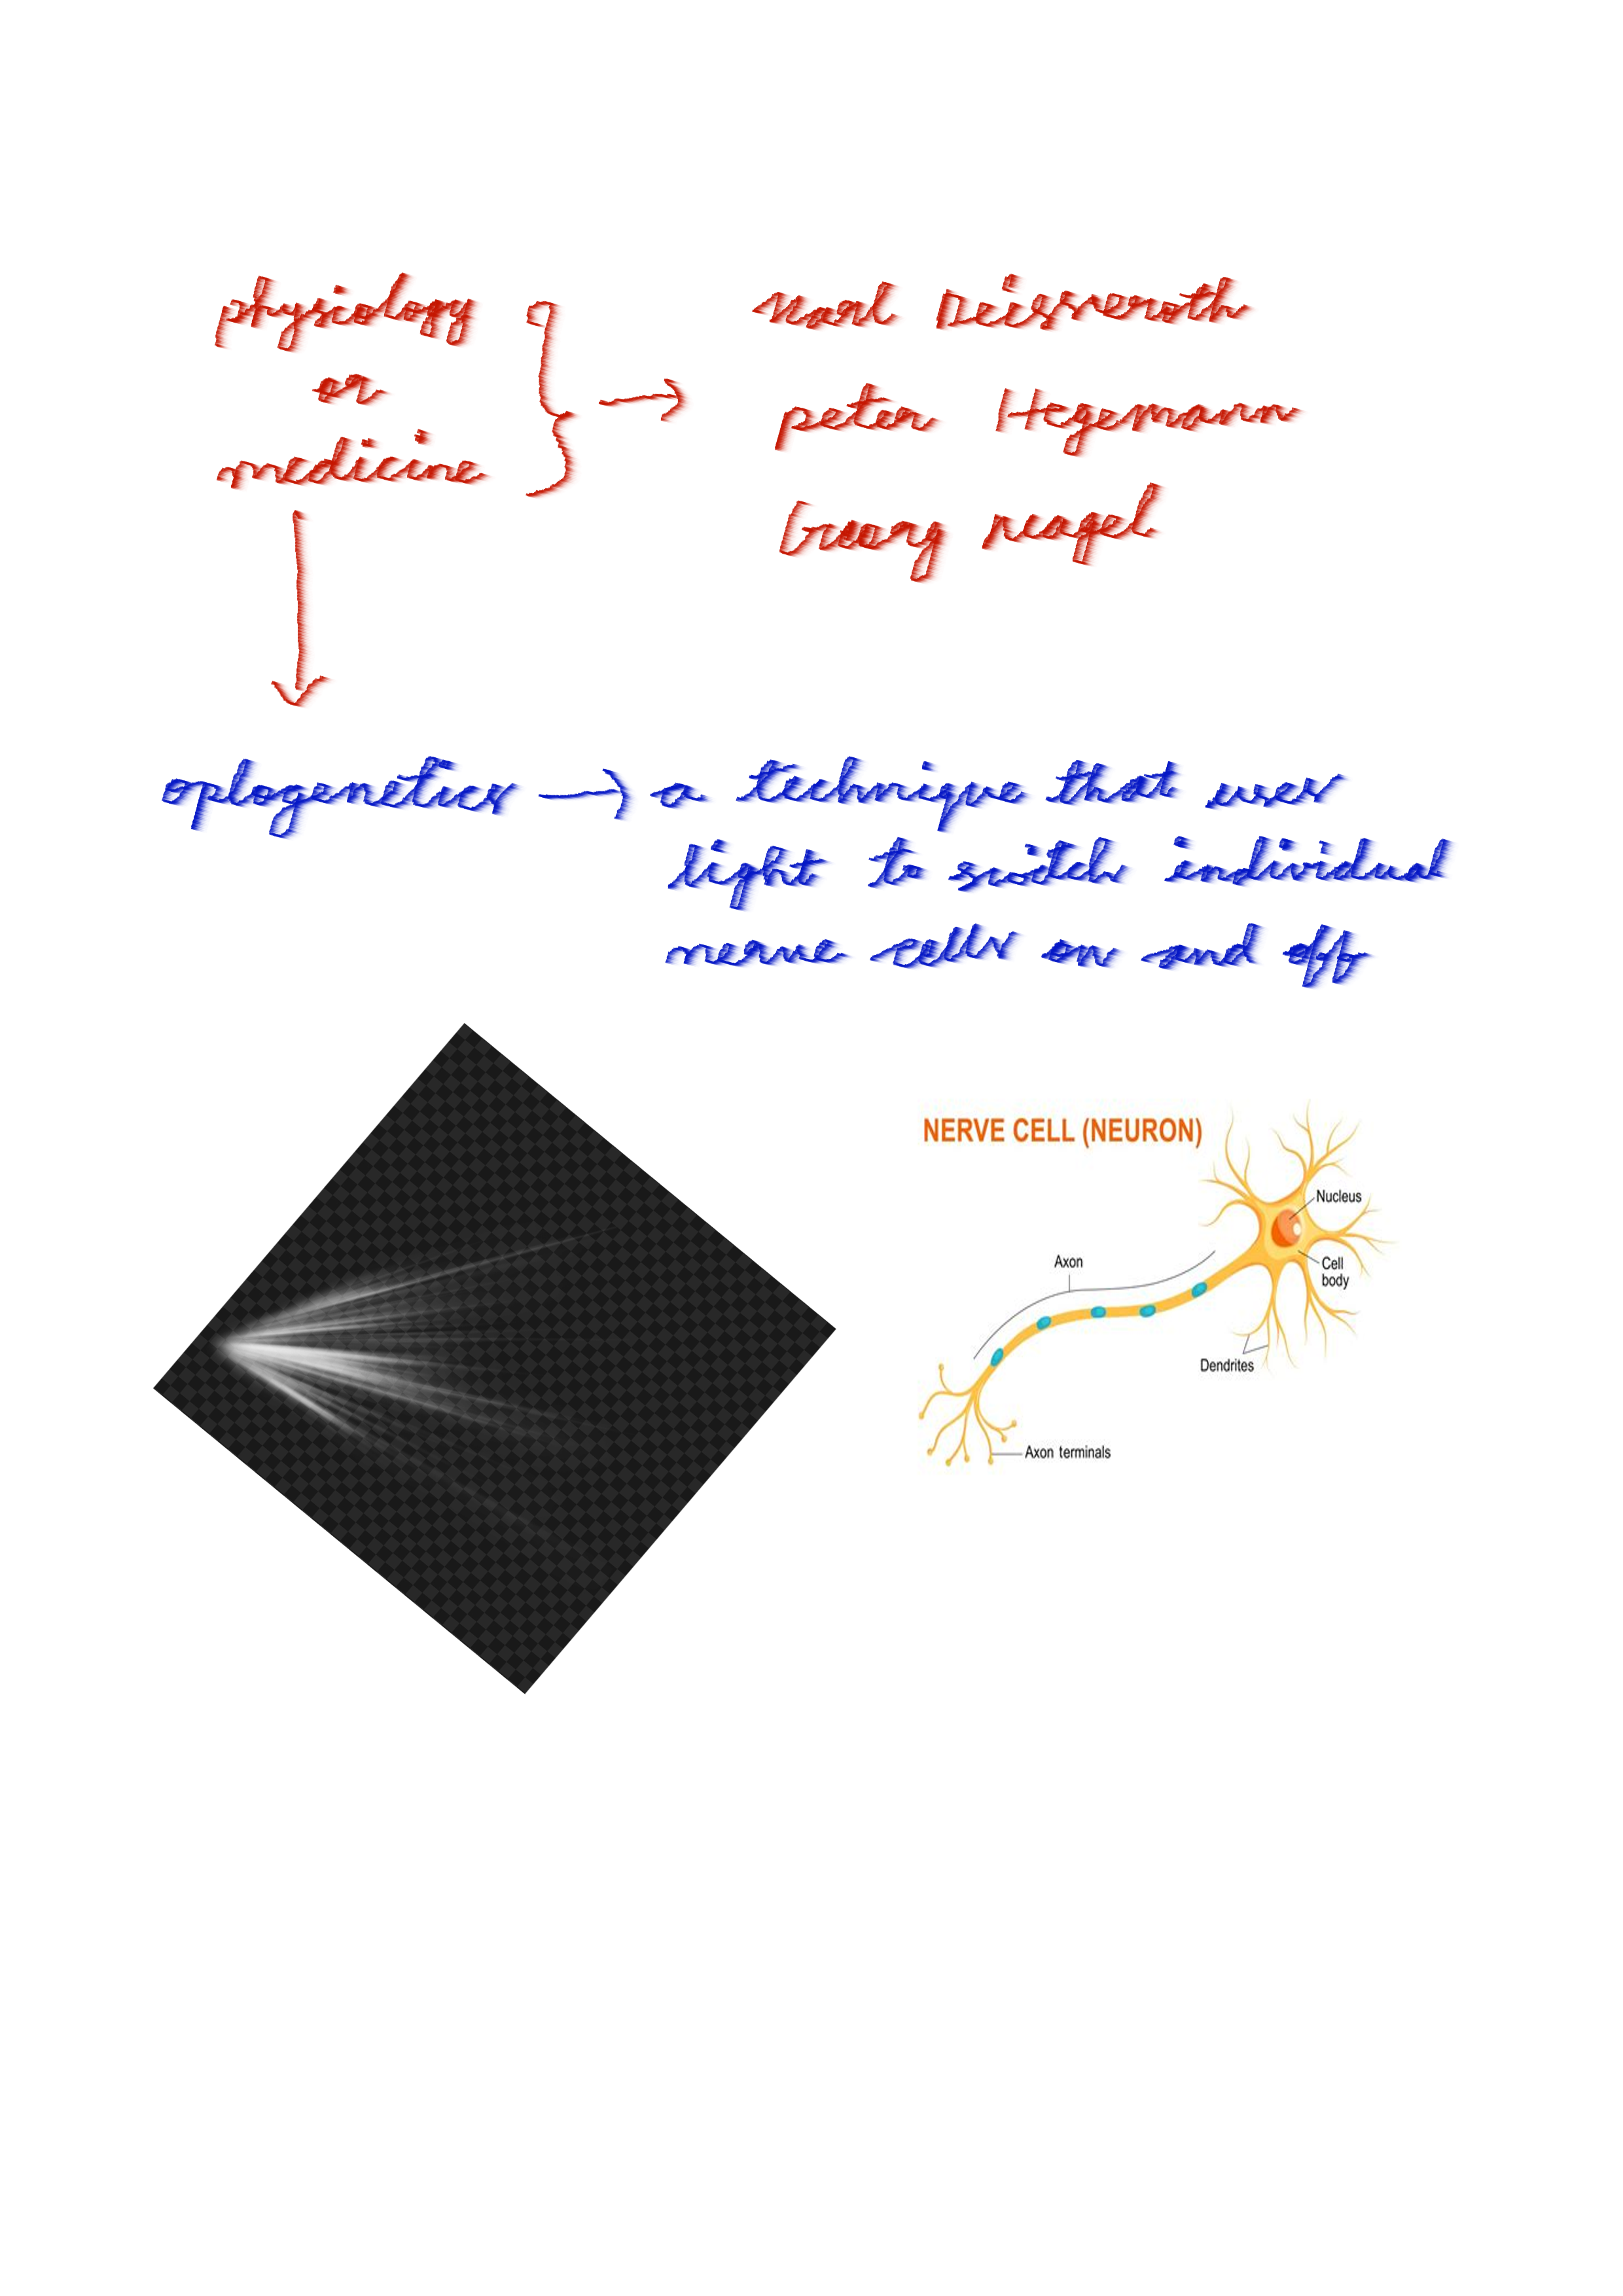 physiology
or
medicine
Karl Deisseroth
peter Hegemann
Georg nagel
optogenetics → a technique that uses
light to switch individual
nerve cells on and off
NERVE CELL (NEURON)
Nucleus
Cell
body
Axon
Dendrites
Axon terminals